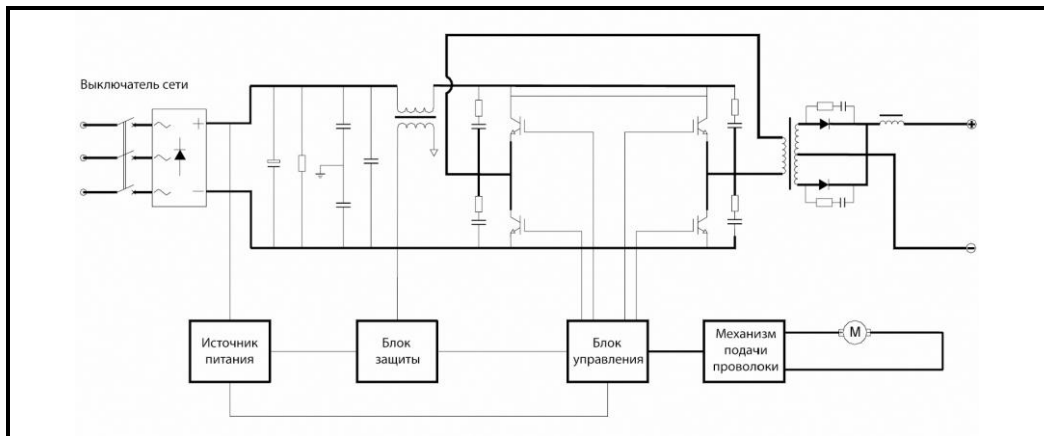 Выключатель сети
+
−
+
−
Источник
питания
Блок
защиты
Блок
управления
Механизм
подачи
проволоки
M